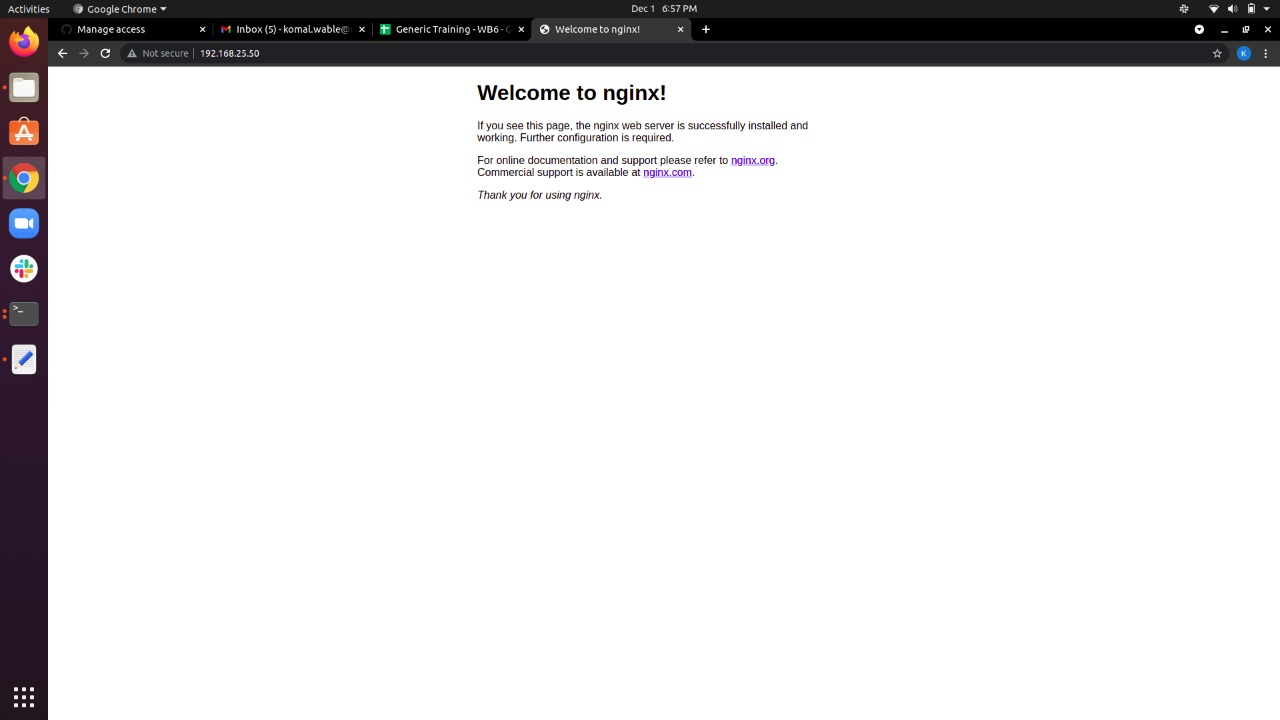 Activities
Google Chrome
Dec 1 6:57 PM
Manage access
Inbox (5) - komal.wable@
Generic Training - WB6 - G
Welcome to nginx!
Not secure
192.168.25.50
K
Welcome to nginx!
If you see this page, the nginx web server is successfully installed and
working. Further configuration is required.
For online documentation and support please refer to nginx.org.
Commercial support is available at nginx.com.
Thank you for using nginx.